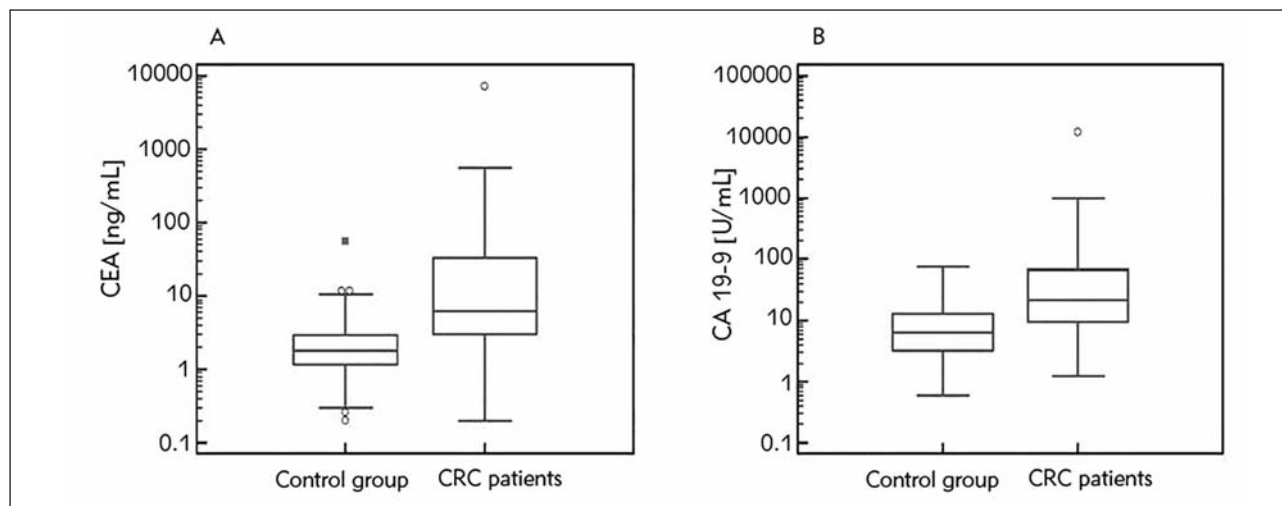 A
CEA [ng/mL]
10000
1000
100
10
1
0.1
Control group
CRC patients
B
CA 19-9 [U/mL]
100000
10000
1000
100
10
1
0.1
Control group
CRC patients